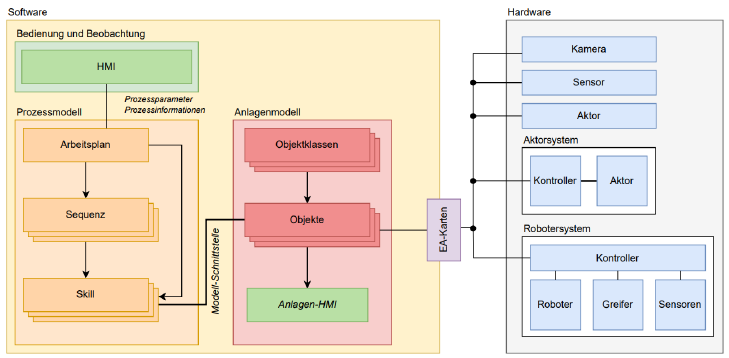 Software
Bedienung und Beobachtung
HMI
Prozessparameter
Prozessinformationen
Prozessmodell
Arbeitsplan
Sequenz
Skill
Modell-Schnittstelle
Anlagenmodell
Objektklassen
Objekte
Anlagen-HMI
EA-Karten
Hardware
Kamera
Sensor
Aktor
Aktorsystem
Kontroller
Aktor
Robotersystem
Kontroller
Roboter
Greifer
Sensoren